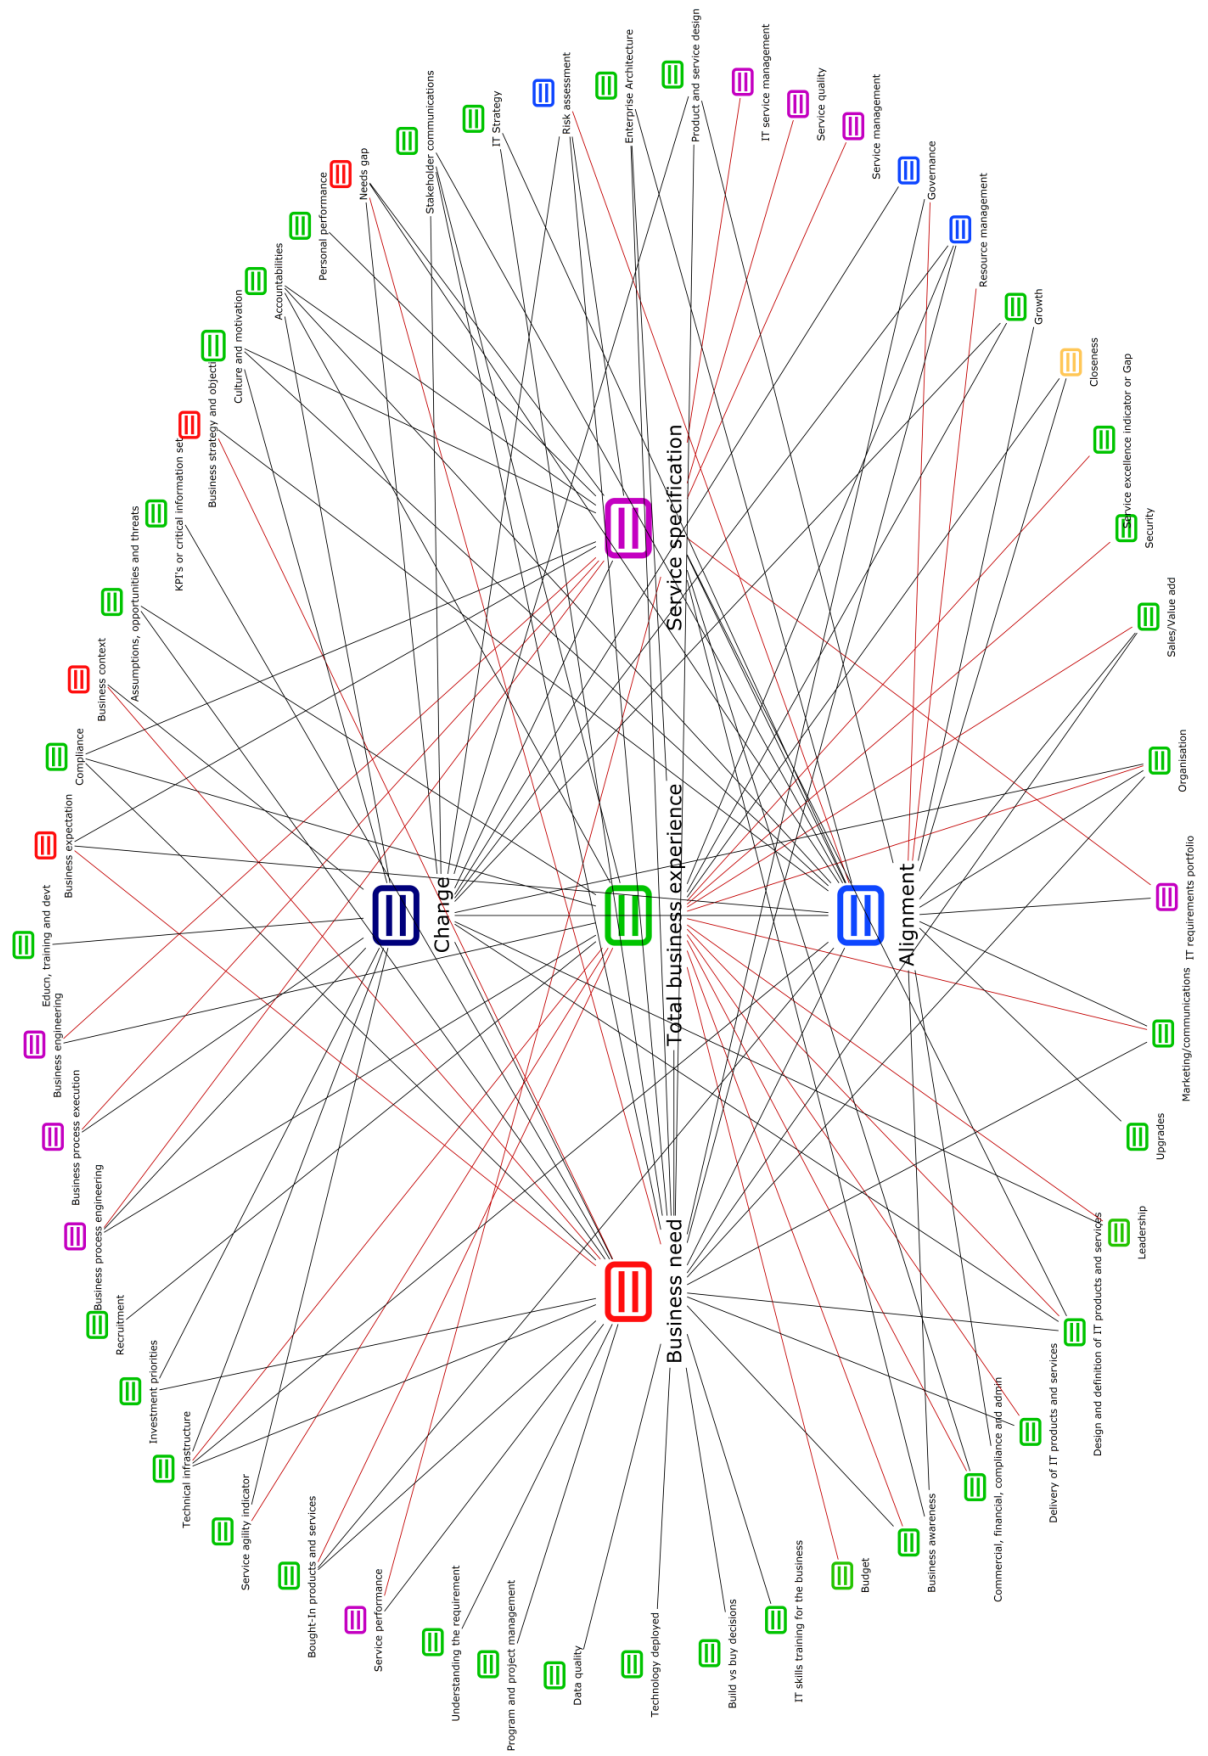 Product and service design
Enterprise Architecture
Risk assessment
IT Strategy
Stakeholder communications
Needs gap
Personal performance
Accountabilities
Culture and motivation
Business strategy and objecti
KPI's or critical information set
Assumptions, opportunities and threats
Business context
Compliance
Business expectation
Educn, training and devt
Business engineering
Business process execution
Business process engineering
Recruitment
Investment priorities
Technical infrastructure
Service agility indicator
Bought-In products and services
Service performance
Understanding the requirement
Program and project management
Data quality
Technology deployed
Build vs buy decisions
IT skills training for the business
Budget
Business awareness
Commercial, financial, compliance and admin
Delivery of IT products and services
Design and definition of IT products and services
Leadership
Upgrades
Marketing/communications
IT requirements portfolio
Organisation
Sales/Value add
Security
Service excellence indicator or Gap
Closeness
Growth
Resource management
Governance
Service management
Service quality
IT service management
Change
Service specification
Total business experience
Business need
Alignment